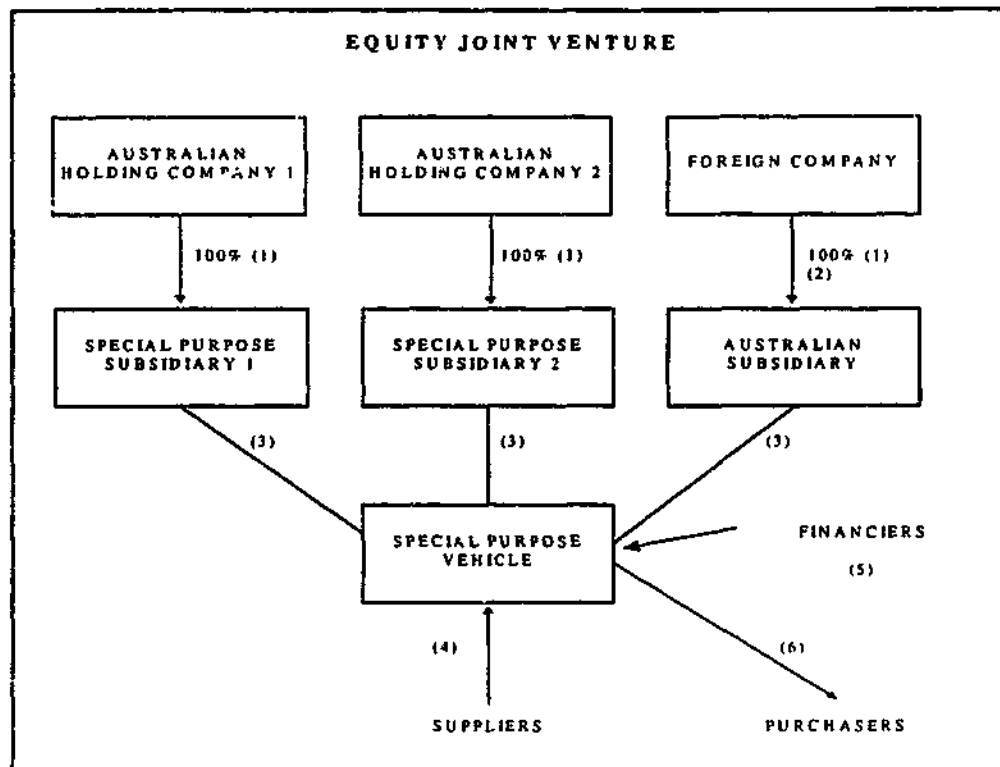 EQUITY JOINT VENTURE
AUSTRALIAN
HOLDING COMPANY 1
AUSTRALIAN
HOLDING COMPANY 2
FOREIGN COMPANY
100% (1)
100% (1)
100% (1)
(2)
SPECIAL PURPOSE
SUBSIDIARY 1
SPECIAL PURPOSE
SUBSIDIARY 2
AUSTRALIAN
SUBSIDIARY
(3)
(3)
(3)
SPECIAL PURPOSE
VEHICLE
FINANCIERS
(5)
(4)
(6)
SUPPLIERS
PURCHASERS